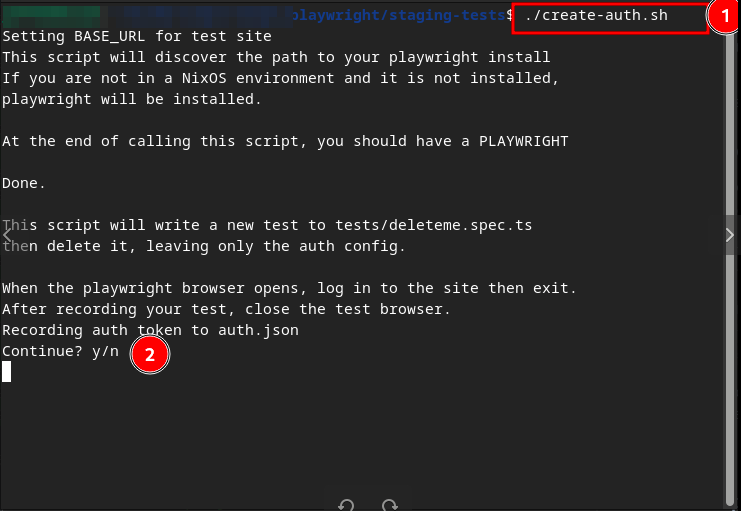 playwright/staging-tests$ ./create-auth.sh
1
Setting BASE_URL for test site
This script will discover the path to your playwright install
If you are not in a NixOS environment and it is not installed,
playwright will be installed.
At the end of calling this script, you should have a PLAYWRIGHT
Done.
This script will write a new test to tests/deleteme.spec.ts
then delete it, leaving only the auth config.
When the playwright browser opens, log in to the site then exit.
After recording your test, close the test browser.
Recording auth token to auth.json
Continue? y/n
2